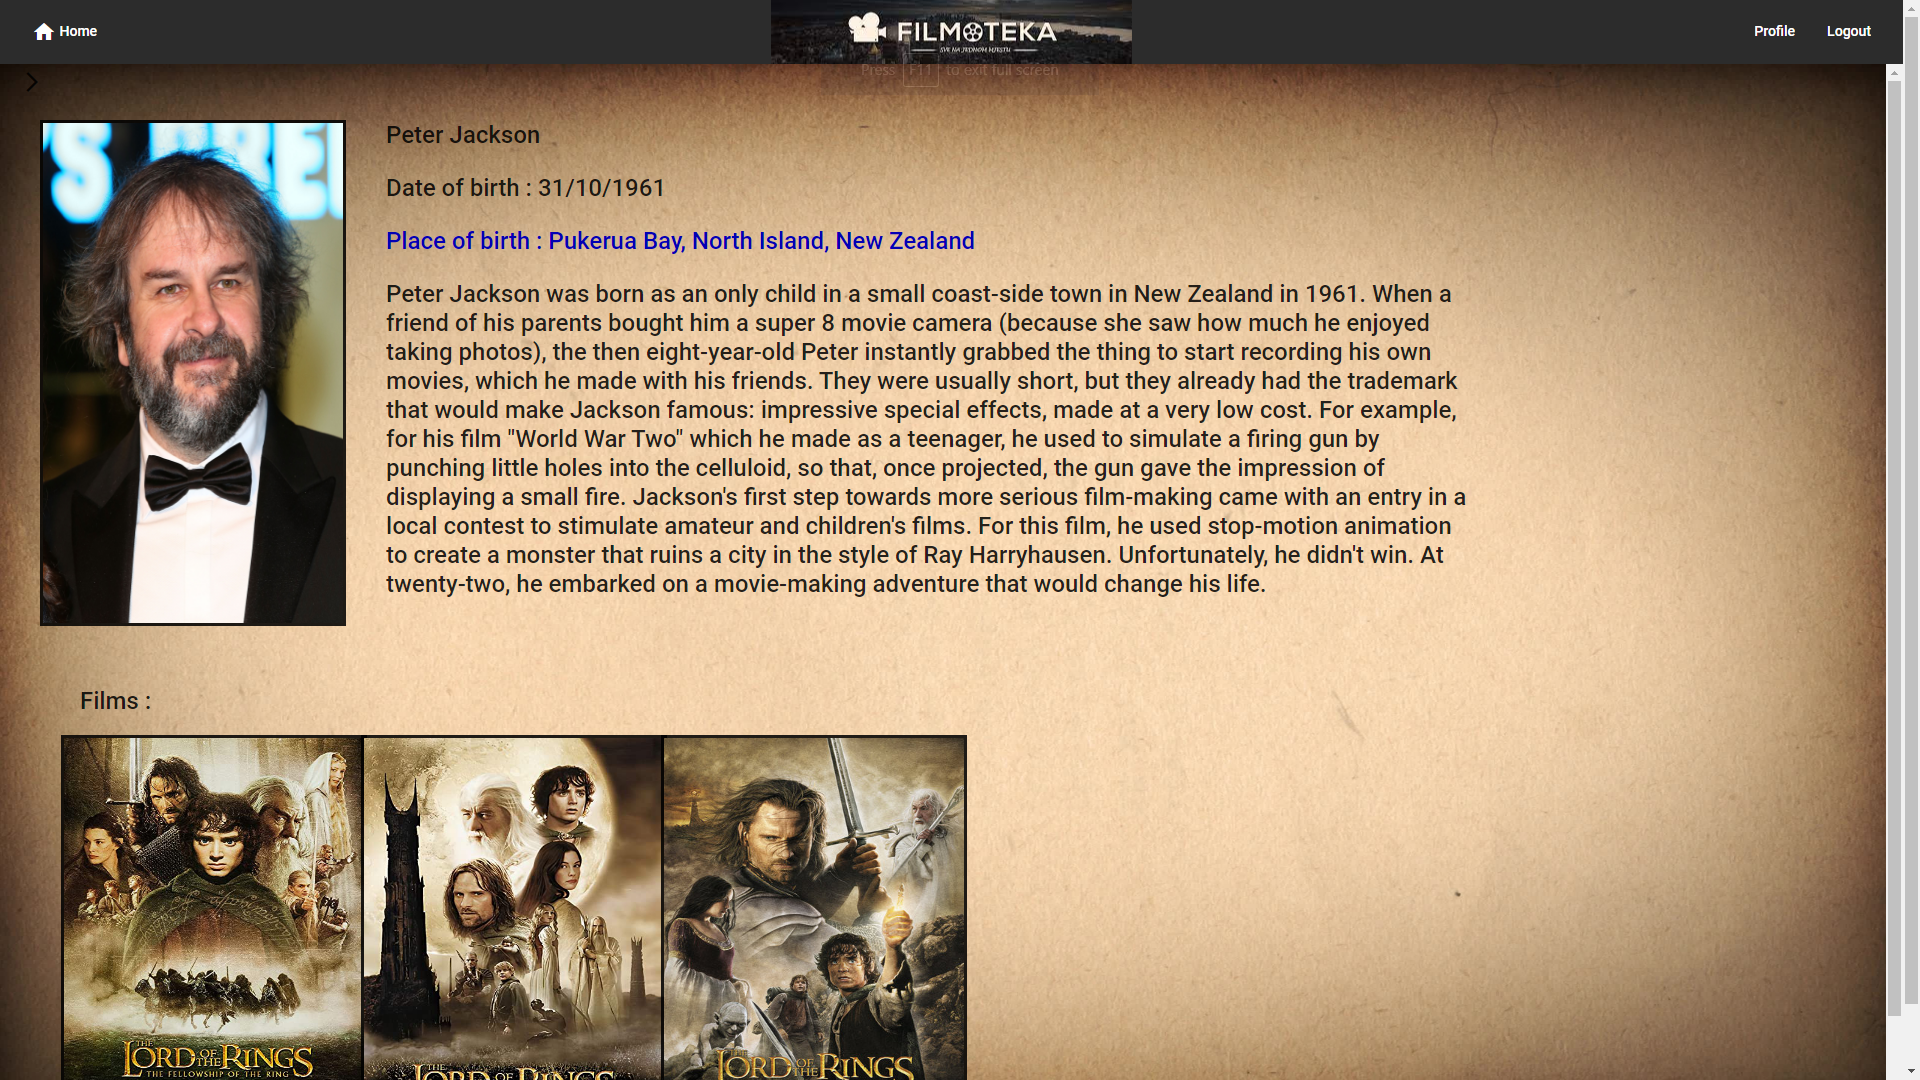 Home
FILMOTEKA
SVE NA JEDNOM MJESTU
Profile
Logout
Press F11 to exit full screen
Peter Jackson
Date of birth : 31/10/1961
Place of birth : Pukerua Bay, North Island, New Zealand
Peter Jackson was born as an only child in a small coast-side town in New Zealand in 1961. When a
friend of his parents bought him a super 8 movie camera (because she saw how much he enjoyed
taking photos), the then eight-year-old Peter instantly grabbed the thing to start recording his own
movies, which he made with his friends. They were usually short, but they already had the trademark
that would make Jackson famous: impressive special effects, made at a very low cost. For example,
for his film "World War Two" which he made as a teenager, he used to simulate a firing gun by
punching little holes into the celluloid, so that, once projected, the gun gave the impression of
displaying a small fire. Jackson's first step towards more serious film-making came with an entry in a
local contest to stimulate amateur and children's films. For this film, he used stop-motion animation
to create a monster that ruins a city in the style of Ray Harryhausen. Unfortunately, he didn't win. At
twenty-two, he embarked on a movie-making adventure that would change his life.
Films :
THE
LORD OF THE RINGS
THE FELLOWSHIP OF THE RING
THE
LORD OF THE RINGS
THE
LORD OF THE RINGS